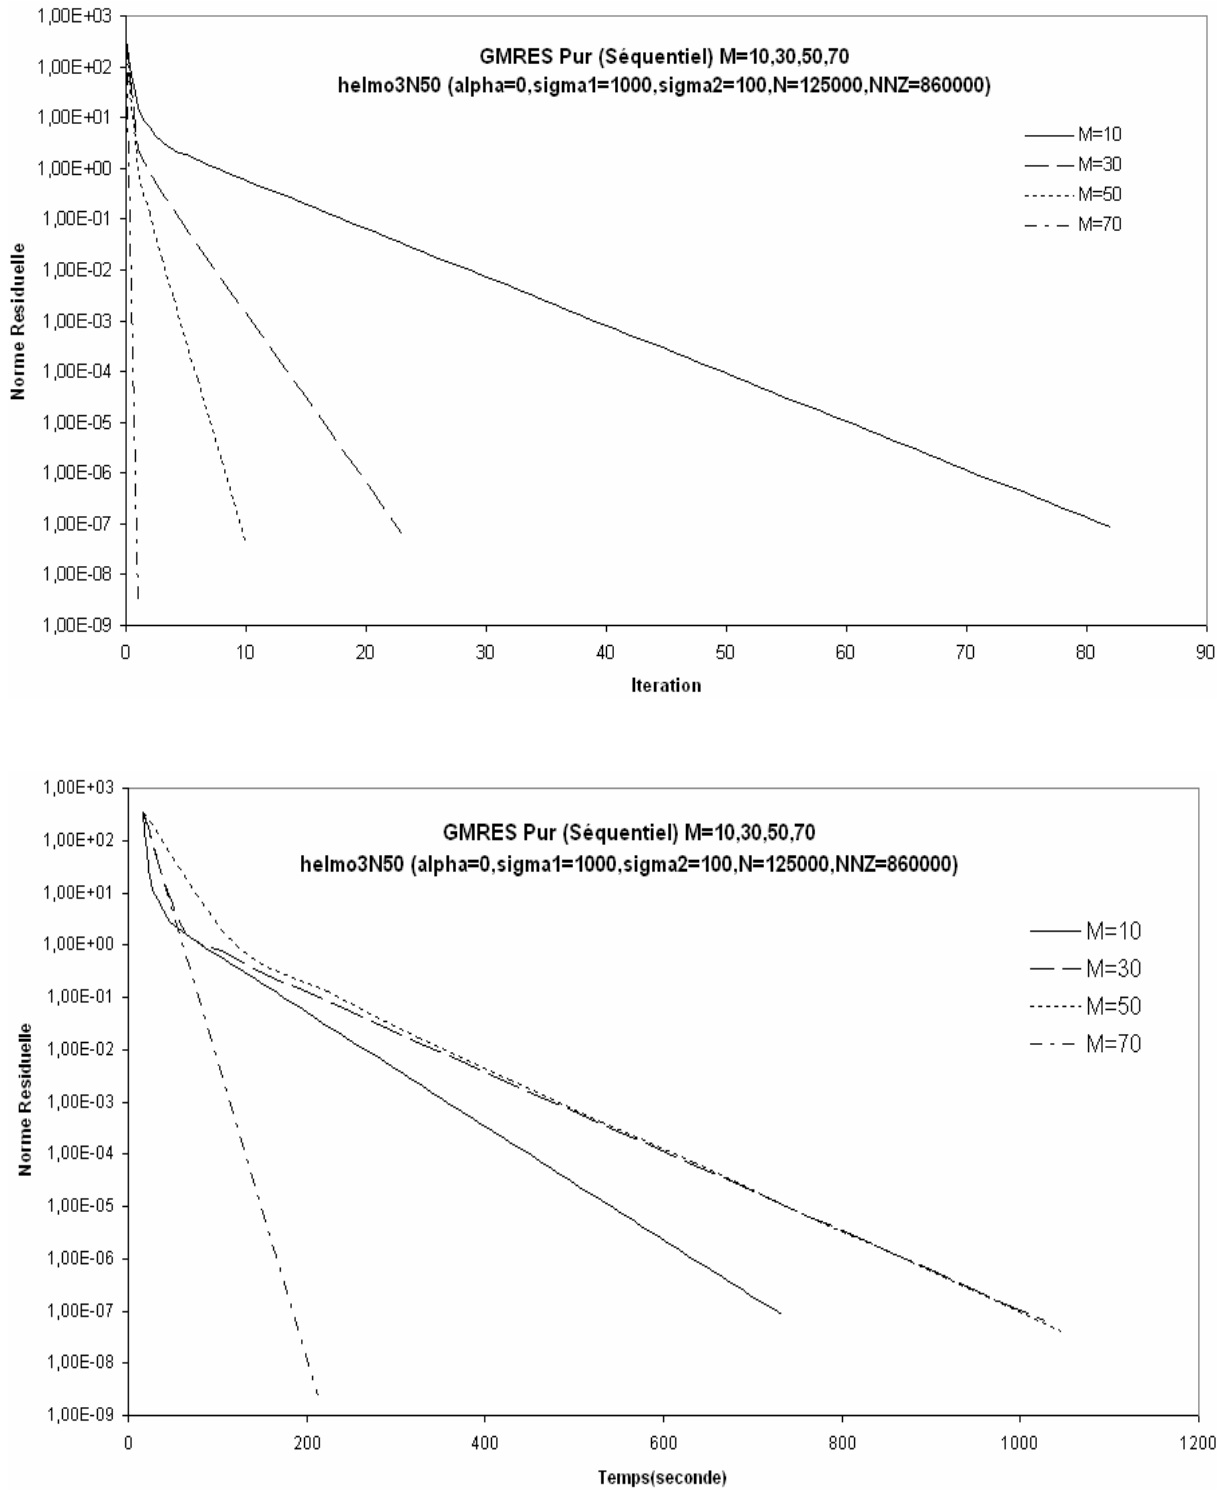 GMRES Pur (Séquentiel) M=10,30,50,70
helmo3N50 (alpha=0,sigma1=1000,sigma2=100,N=125000,NNZ=860000)
1,00E+03
1,00E+02
1,00E+01
1,00E+00
1,00E-01
1,00E-02
1,00E-03
1,00E-04
1,00E-05
1,00E-06
1,00E-07
1,00E-08
1,00E-09
Norme Residuelle
M=10
M=30
M=50
M=70
0 10 20 30 40 50 60 70 80 90
Iteration
GMRES Pur (Séquentiel) M=10,30,50,70
helmo3N50 (alpha=0,sigma1=1000,sigma2=100,N=125000,NNZ=860000)
1,00E+03
1,00E+02
1,00E+01
1,00E+00
1,00E-01
1,00E-02
1,00E-03
1,00E-04
1,00E-05
1,00E-06
1,00E-07
1,00E-08
1,00E-09
Norme Residuelle
M=10
M=30
M=50
M=70
0 200 400 600 800 1000 1200
Temps(seconde)